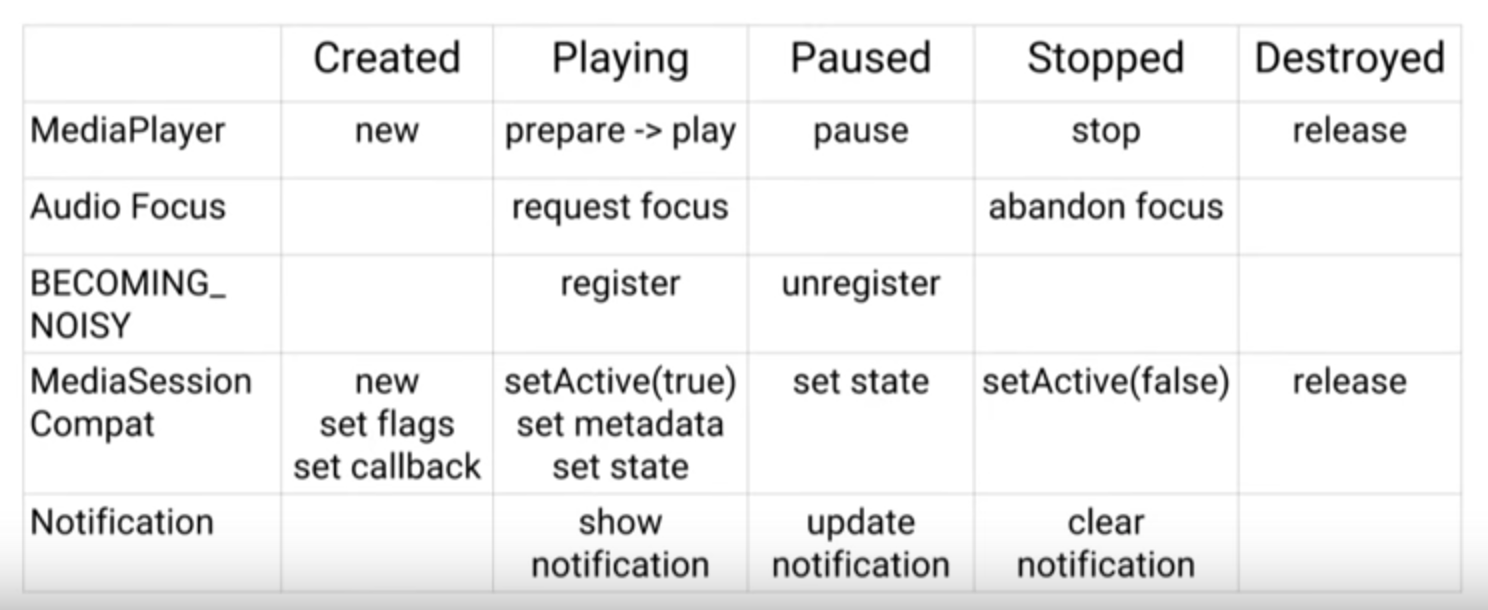 Created Playing Paused Stopped Destroyed
MediaPlayer new prepare -> play pause stop release
Audio Focus request focus abandon focus
BECOMING_ register unregister
NOISY
MediaSession new setActive(true) set state setActive(false) release
Compat set flags set metadata
set callback set state
Notification show update clear
notification notification notification